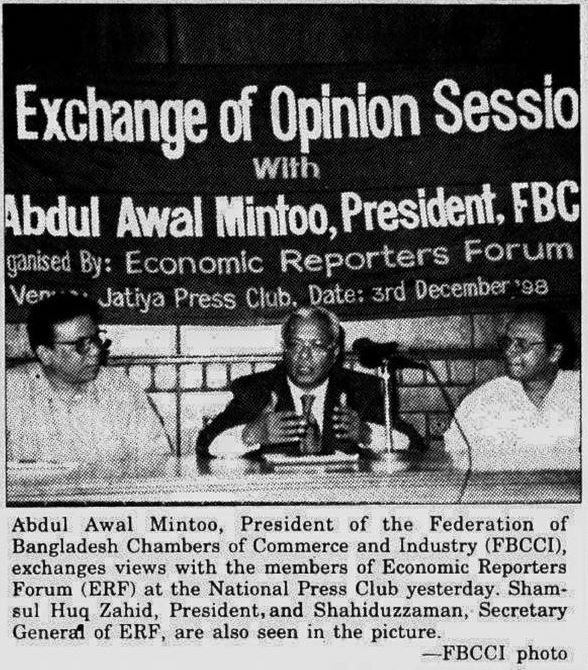 Exchange of Opinion Sessio
With
Abdul Awal Mintoo, President, FBC
ganised By: Economic Reporters Forum
Venue: Jatiya Press Club. Date: 3rd December '98
Abdul Awal Mintoo, President of the Federation of
Bangladesh Chambers of Commerce and Industry (FBCCI),
exchanges views with the members of Economic Reporters
Forum (ERF) at the National Press Club yesterday. Sham-
sul Huq Zahid, President, and Shahiduzzaman, Secretary
General of ERF, are also seen in the picture.
—FBCCI photo